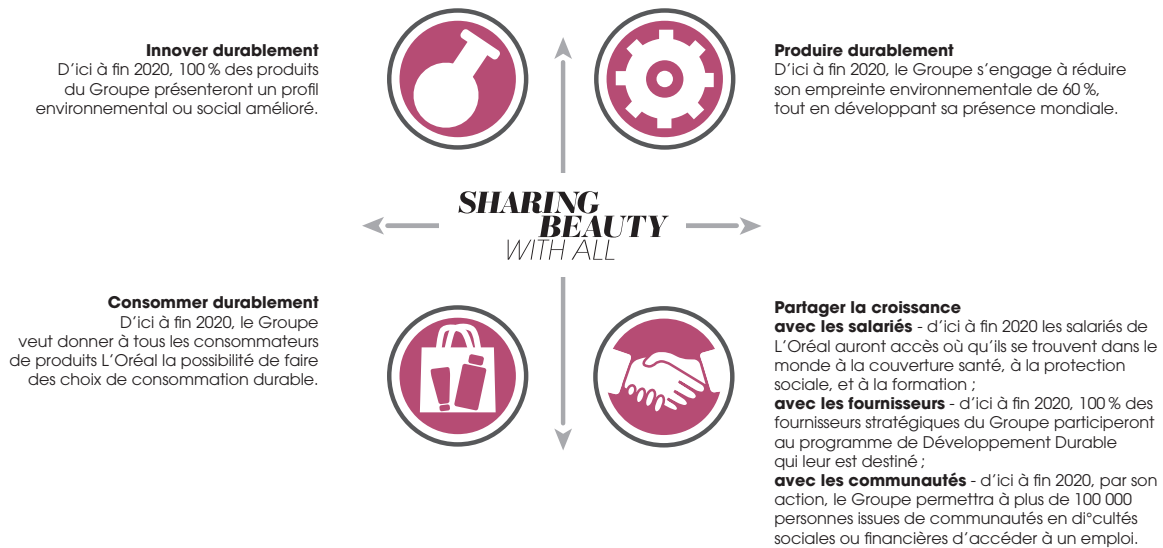 Innover durablement
D'ici à fin 2020, 100 % des produits
du Groupe présenteront un profil
environnemental ou social amélioré.
Produire durablement
D'ici à fin 2020, le Groupe s'engage à réduire
son empreinte environnementale de 60 %,
tout en développant sa présence mondiale.
SHARING
BEAUTY
WITH ALL
Consommer durablement
D'ici à fin 2020, le Groupe
veut donner à tous les consommateurs
de produits L'Oréal la possibilité de faire
des choix de consommation durable.
Partager la croissance
avec les salariés - d'ici à fin 2020 les salariés de
L'Oréal auront accès où qu'ils se trouvent dans le
monde à la couverture santé, à la protection
sociale, et à la formation ;
avec les fournisseurs - d'ici à fin 2020, 100 % des
fournisseurs stratégiques du Groupe participeront
au programme de Développement Durable
qui leur est destiné ;
avec les communautés - d'ici à fin 2020, par son
action, le Groupe permettra à plus de 100 000
personnes issues de communautés en di°cultés
sociales ou financières d'accéder à un emploi.